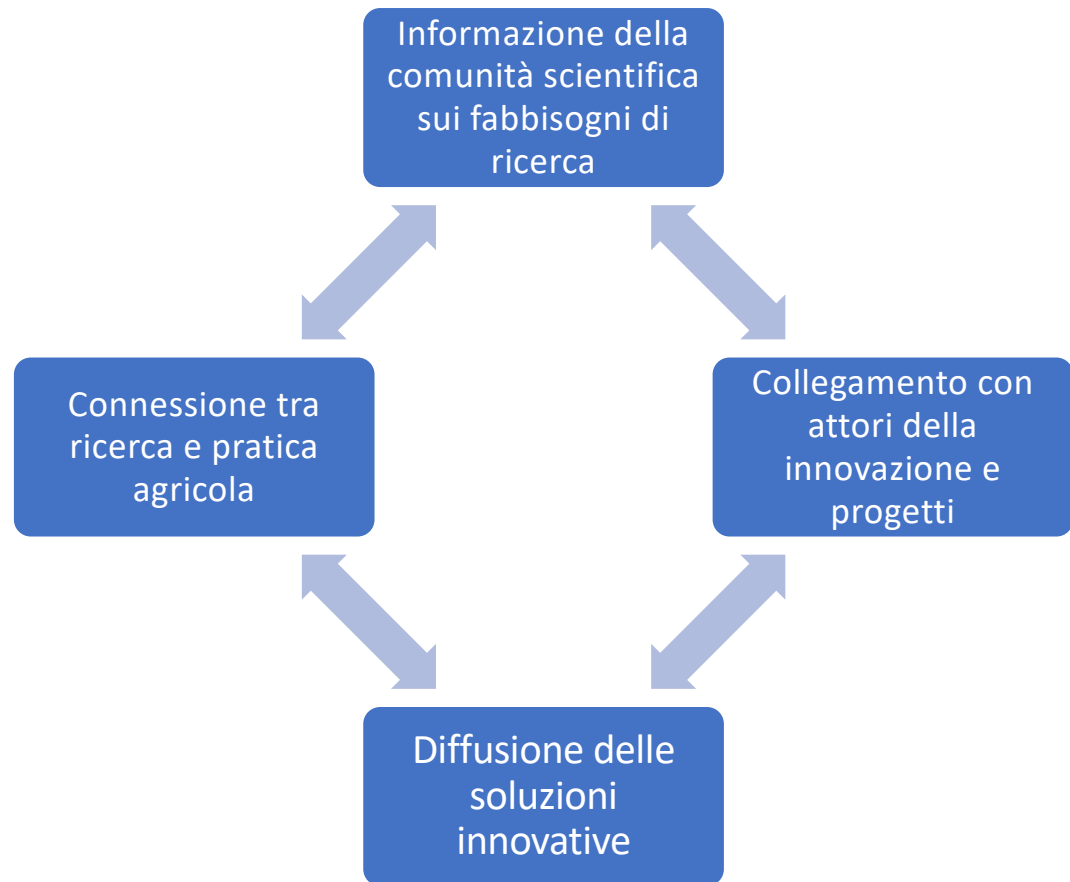 Informazione della
comunità scientifica
sui fabbisogni di
ricerca
Connessione tra
ricerca e pratica
agricola
Collegamento con
attori della
innovazione e
progetti
Diffusione delle
soluzioni
innovative